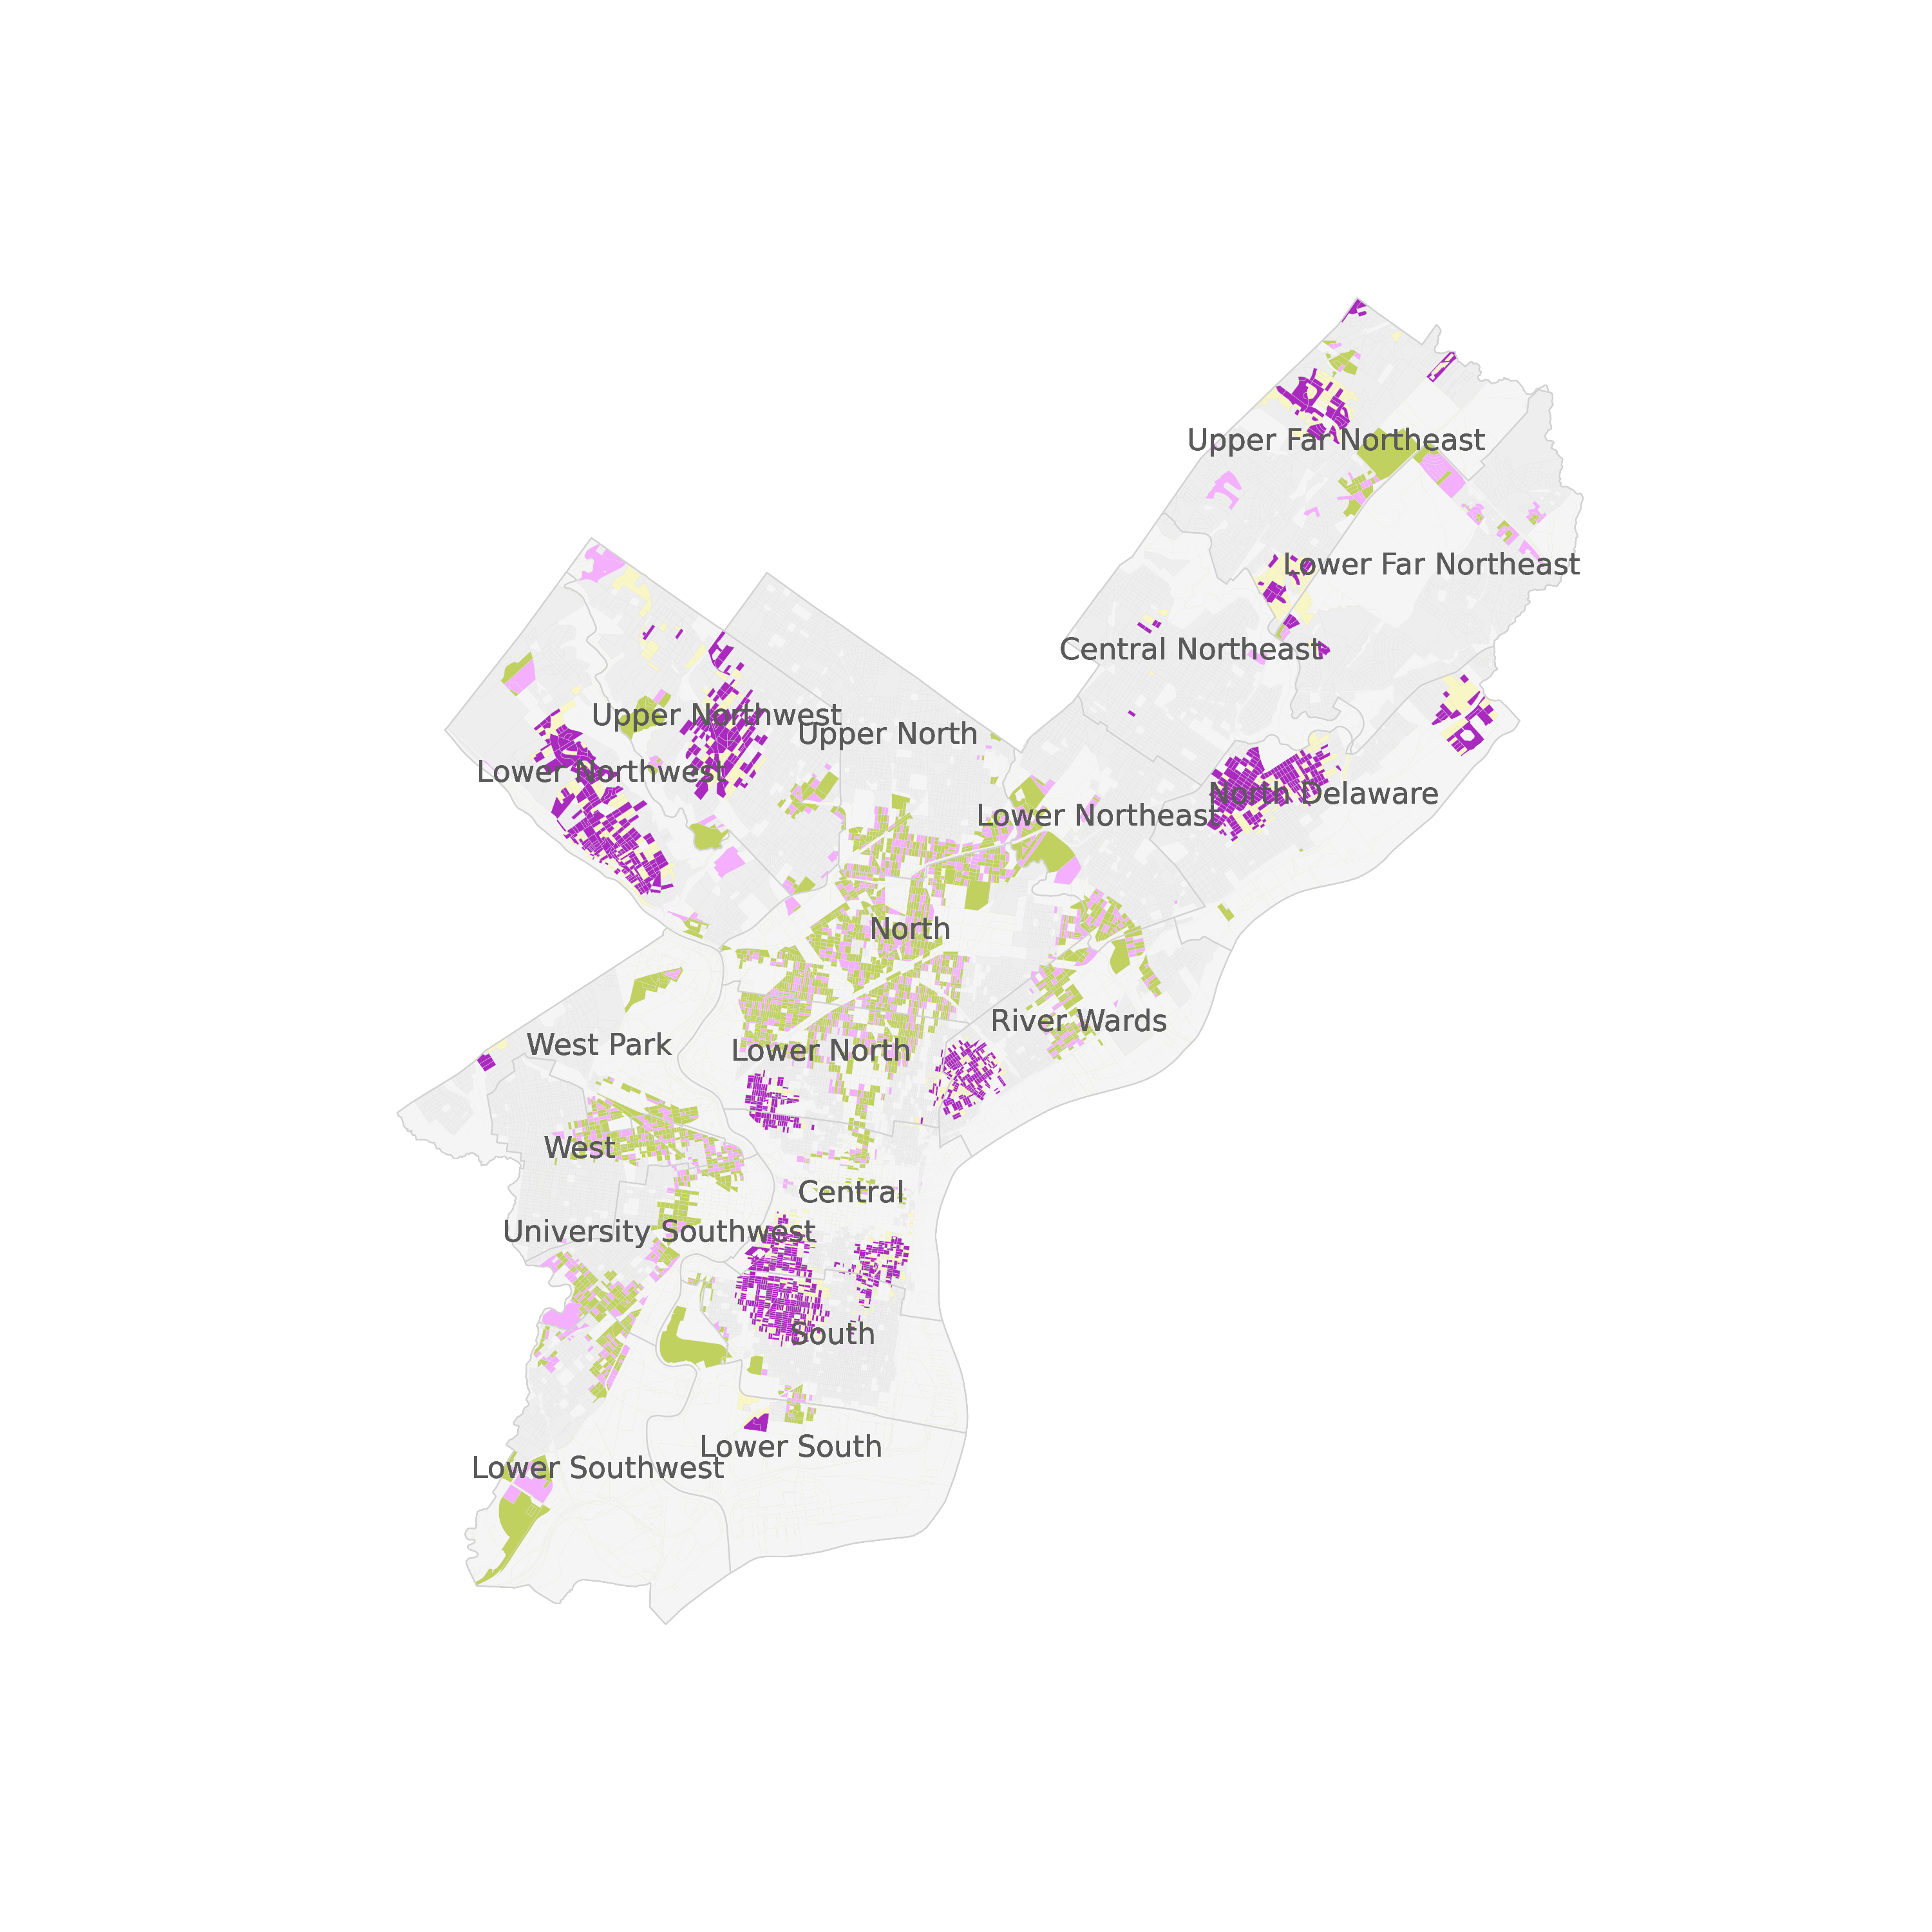 Upper Far Northeast
Lower Far Northeast
Central Northeast
Upper Northwest
Upper North
Lower Northwest
North Delaware
Lower Northeast
North
River Wards
West Park
Lower North
West
Central
University Southwest
South
Lower South
Lower Southwest